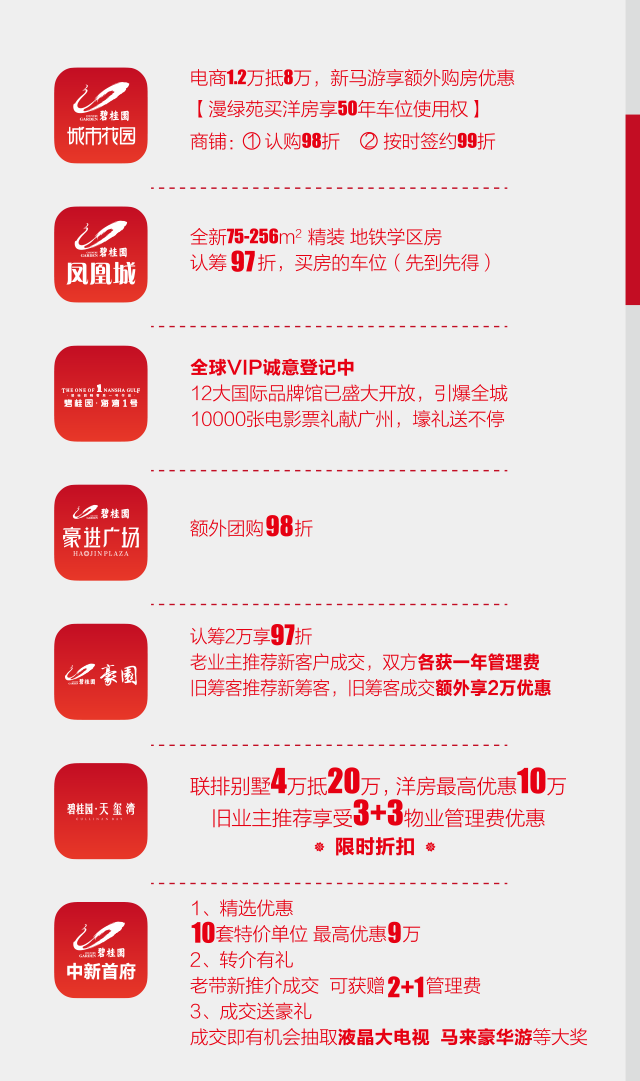 碧桂園
GARDEN
城市花园
电商1.2万抵8万，新马游享额外购房优惠
【漫绿苑买洋房享50年车位使用权】
商铺：① 认购98折 ② 按时签约99折
碧桂園
GARDEN
凤凰城
全新75-256m² 精装 地铁学区房
认筹97折，买房的车位（先到先得）
THE ONE OF 1 NANSHA GULF
碧桂园·海湾1号
全球VIP诚意登记中
12大国际品牌馆已盛大开放，引爆全城
10000张电影票礼献广州，壕礼送不停
碧桂園
豪进广场
HAOJIN PLAZA
额外团购98折
碧桂園
豪園
认筹2万享97折
老业主推荐新客户成交，双方各获一年管理费
旧筹客推荐新筹客，旧筹客成交额外享2万优惠
碧桂园·天玺湾
联排别墅4万抵20万，洋房最高优惠10万
旧业主推荐享受3+3物业管理费优惠
限时折扣
碧桂園
GARDEN
中新首府
1、精选优惠
10套特价单位 最高优惠9万
2、转介有礼
老带新推介成交 可获赠2+1管理费
3、成交送豪礼
成交即有机会抽取液晶大电视 马来豪华游等大奖